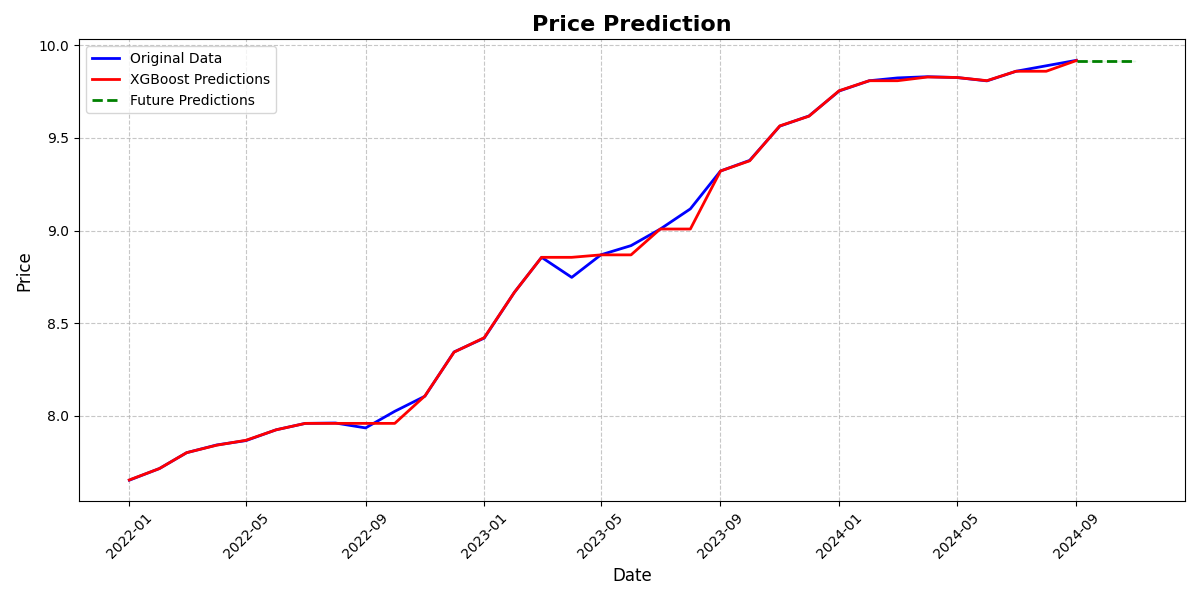 Price Prediction
Original Data
XGBoost Predictions
Future Predictions
Price
10.0
9.5
9.0
8.5
8.0
2022-01
2022-05
2022-09
2023-01
2023-05
2023-09
2024-01
2024-05
2024-09
Date